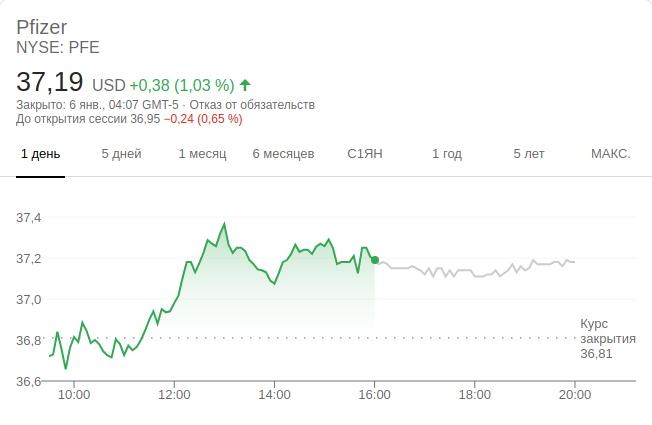 Pfizer
NYSE: PFE
37,19 USD +0,38 (1,03 %)
Закрыто: 6 янв., 04:07 GMT-5 · Отказ от обязательств
До открытия сессии 36,95 −0,24 (0,65 %)
1 день 5 дней 1 месяц 6 месяцев С1ЯН 1 год 5 лет МАКС.
37,4
37,2
37,0
36,8
36,6
Курс
закрытия
36,81
10:00 12:00 14:00 16:00 18:00 20:00